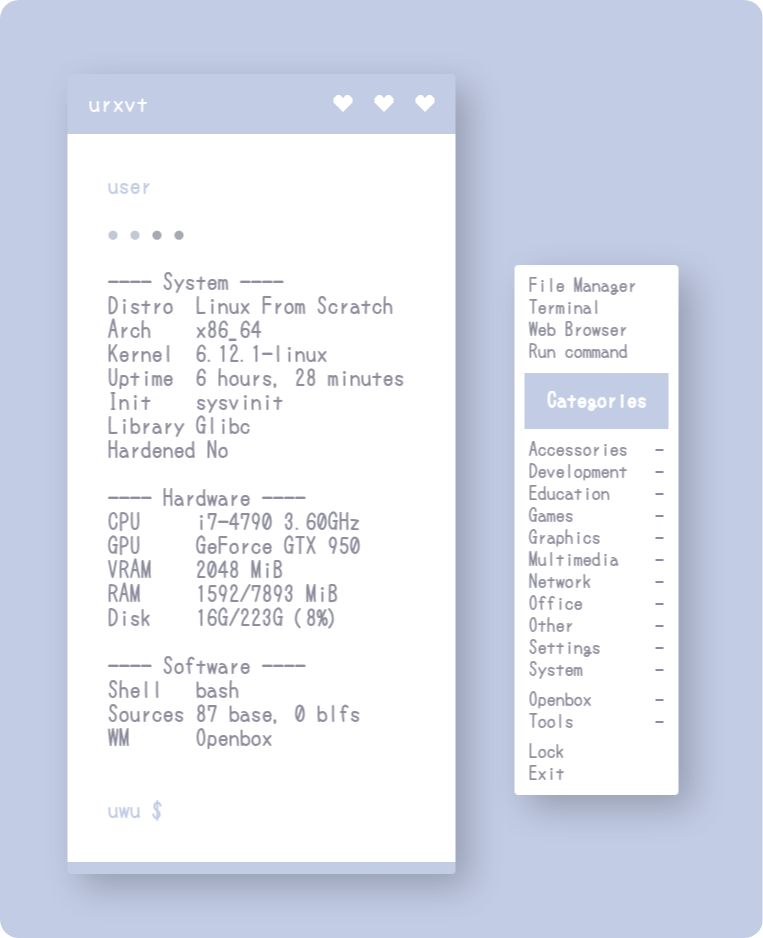 urxvt
user
---- System ----
Distro  Linux From Scratch
Arch    x86_64
Kernel  6.12.1-linux
Uptime  6 hours, 28 minutes
Init    sysvinit
Library Glibc
Hardened No
---- Hardware ----
CPU     i7-4790 3.60GHz
GPU     GeForce GTX 950
VRAM    2048 MiB
RAM     1592/7893 MiB
Disk    16G/223G (8%)
---- Software ----
Shell   bash
Sources 87 base, 0 blfs
WM      Openbox
uwu $
File Manager
Terminal
Web Browser
Run command
Categories
Accessories -
Development -
Education -
Games -
Graphics -
Multimedia -
Network -
Office -
Other -
Settings -
System -
Openbox -
Tools -
Lock
Exit